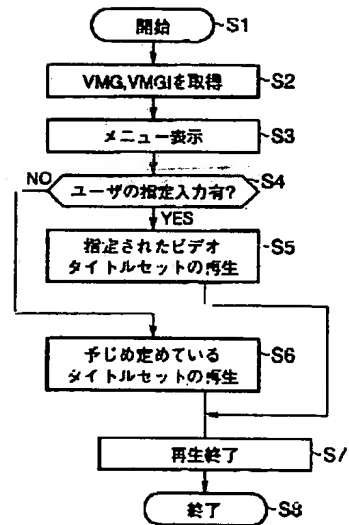 開始 S1
VMG,VMGIを取得 S2
メニュー表示 S3
ユーザの指定入力有? S4
NO
YES
指定されたビデオ
タイトルセットの再生 S5
予じめ定めている
タイトルセットの再生 S6
再生終了 S7
終了 S8